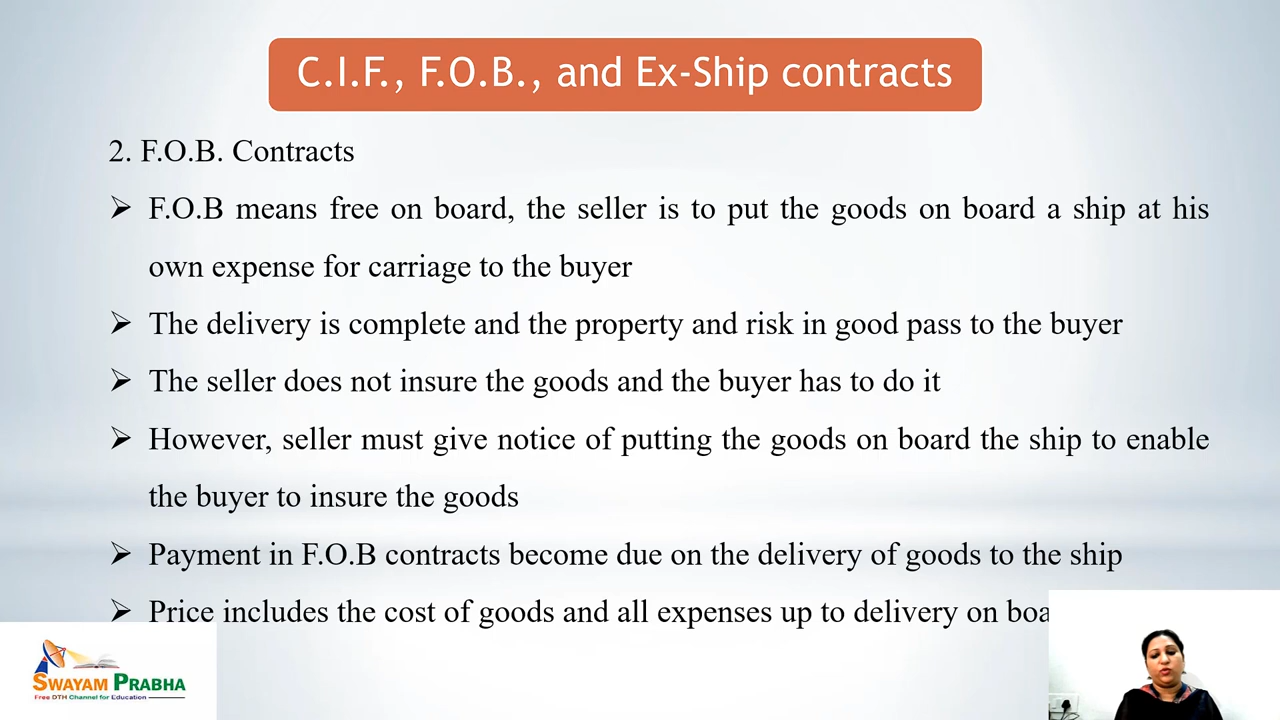 C.I.F., F.O.B., and Ex-Ship contracts
2. F.O.B. Contracts
➢ F.O.B means free on board, the seller is to put the goods on board a ship at his
own expense for carriage to the buyer
➢ The delivery is complete and the property and risk in good pass to the buyer
➢ The seller does not insure the goods and the buyer has to do it
➢ However, seller must give notice of putting the goods on board the ship to enable
the buyer to insure the goods
➢ Payment in F.O.B contracts become due on the delivery of goods to the ship
➢ Price includes the cost of goods and all expenses up to delivery on
SWAYAM PRABHA
Free DTH Channel for Education